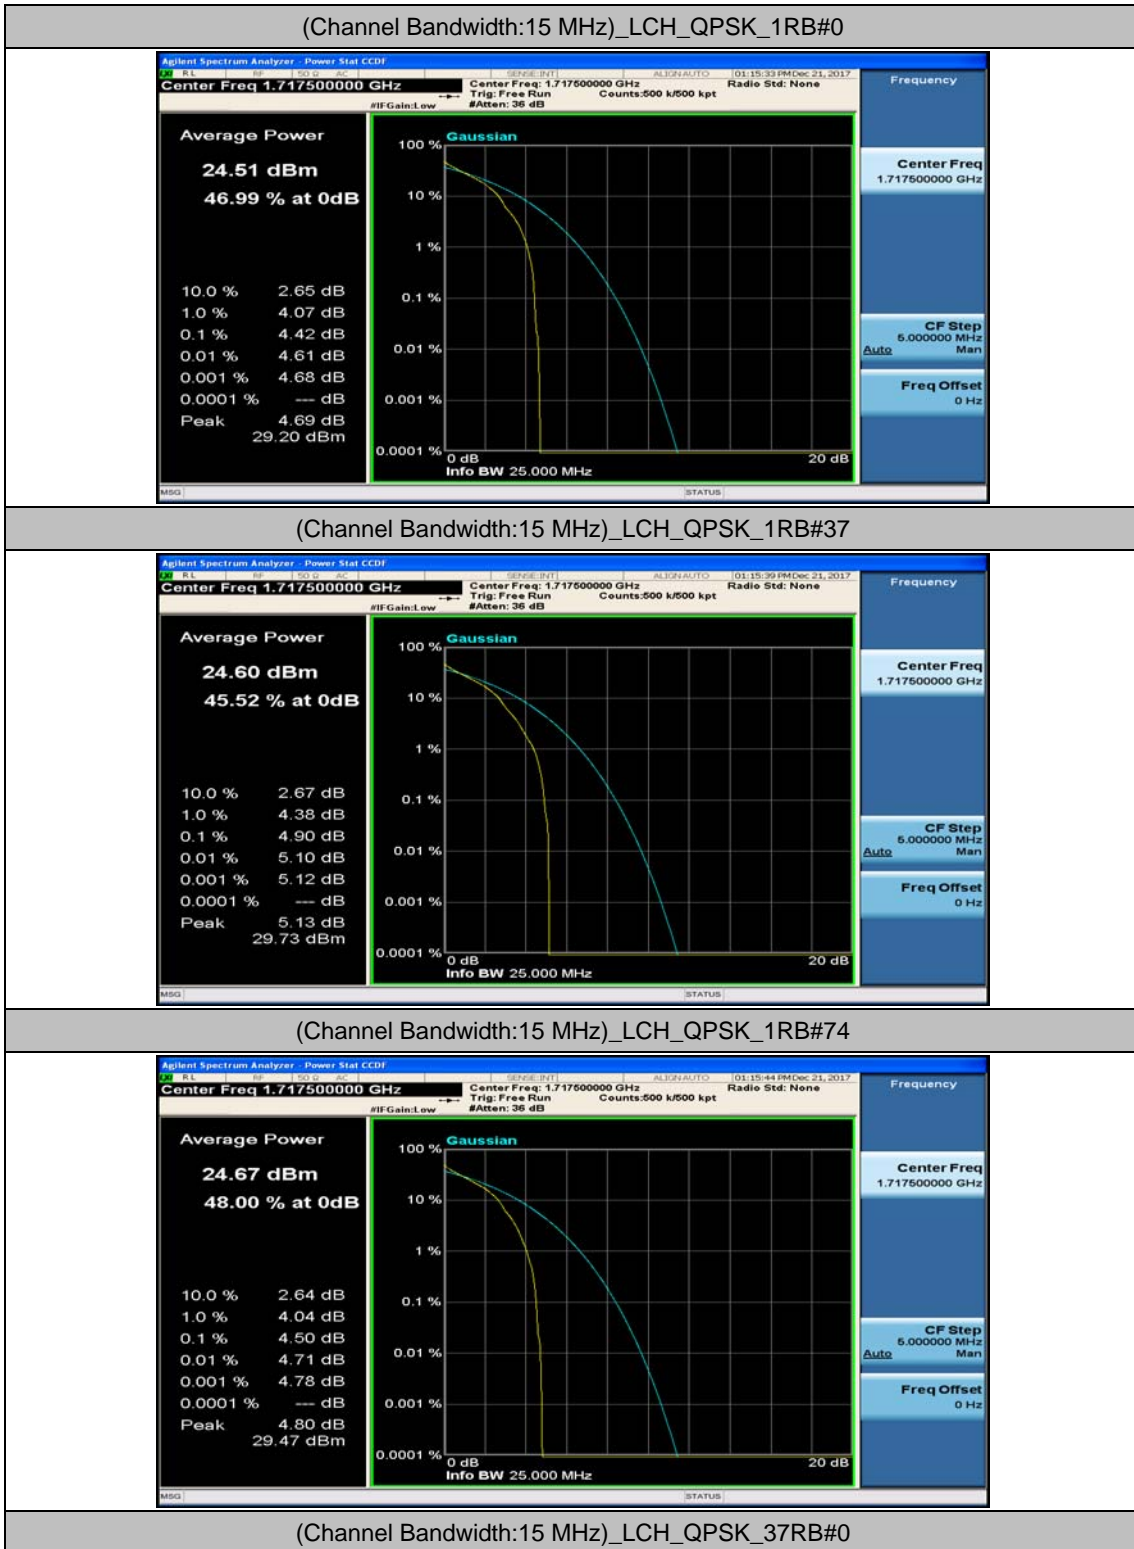 (Channel Bandwidth:15 MHz)_LCH_QPSK_1RB#0
Agilent Spectrum Analyzer - Power Stat CCDF
RL RF 50 Ω AC SENSE:INT ALIGN AUTO 01:15:33 PM Dec 21, 2017
Center Freq 1.717500000 GHz
Center Freq: 1.717500000 GHz
Radio Std: None
Trig: Free Run
Counts:500 k/500 kpt
#IFGain:Low
#Atten: 36 dB
Frequency
Average Power
24.51 dBm
46.99 % at 0dB
10.0 % 2.65 dB
1.0 % 4.07 dB
0.1 % 4.42 dB
0.01 % 4.61 dB
0.001 % 4.68 dB
0.0001 % --- dB
Peak 4.69 dB
29.20 dBm
Gaussian
100 %
10 %
1 %
0.1 %
0.01 %
0.001 %
0.0001 %
0 dB
20 dB
Info BW 25.000 MHz
Center Freq
1.717500000 GHz
CF Step
5.000000 MHz
Auto Man
Freq Offset
0 Hz
MSG
STATUS
(Channel Bandwidth:15 MHz)_LCH_QPSK_1RB#37
Agilent Spectrum Analyzer - Power Stat CCDF
RL RF 50 Ω AC SENSE:INT ALIGN AUTO 01:15:39 PM Dec 21, 2017
Center Freq 1.717500000 GHz
Center Freq: 1.717500000 GHz
Radio Std: None
Trig: Free Run
Counts:500 k/500 kpt
#IFGain:Low
#Atten: 36 dB
Frequency
Average Power
24.60 dBm
45.52 % at 0dB
10.0 % 2.67 dB
1.0 % 4.38 dB
0.1 % 4.90 dB
0.01 % 5.10 dB
0.001 % 5.12 dB
0.0001 % --- dB
Peak 5.13 dB
29.73 dBm
Gaussian
100 %
10 %
1 %
0.1 %
0.01 %
0.001 %
0.0001 %
0 dB
20 dB
Info BW 25.000 MHz
Center Freq
1.717500000 GHz
CF Step
5.000000 MHz
Auto Man
Freq Offset
0 Hz
MSG
STATUS
(Channel Bandwidth:15 MHz)_LCH_QPSK_1RB#74
Agilent Spectrum Analyzer - Power Stat CCDF
RL RF 50 Ω AC SENSE:INT ALIGN AUTO 01:15:44 PM Dec 21, 2017
Center Freq 1.717500000 GHz
Center Freq: 1.717500000 GHz
Radio Std: None
Trig: Free Run
Counts:500 k/500 kpt
#IFGain:Low
#Atten: 36 dB
Frequency
Average Power
24.67 dBm
48.00 % at 0dB
10.0 % 2.64 dB
1.0 % 4.04 dB
0.1 % 4.50 dB
0.01 % 4.71 dB
0.001 % 4.78 dB
0.0001 % --- dB
Peak 4.80 dB
29.47 dBm
Gaussian
100 %
10 %
1 %
0.1 %
0.01 %
0.001 %
0.0001 %
0 dB
20 dB
Info BW 25.000 MHz
Center Freq
1.717500000 GHz
CF Step
5.000000 MHz
Auto Man
Freq Offset
0 Hz
MSG
STATUS
(Channel Bandwidth:15 MHz)_LCH_QPSK_37RB#0